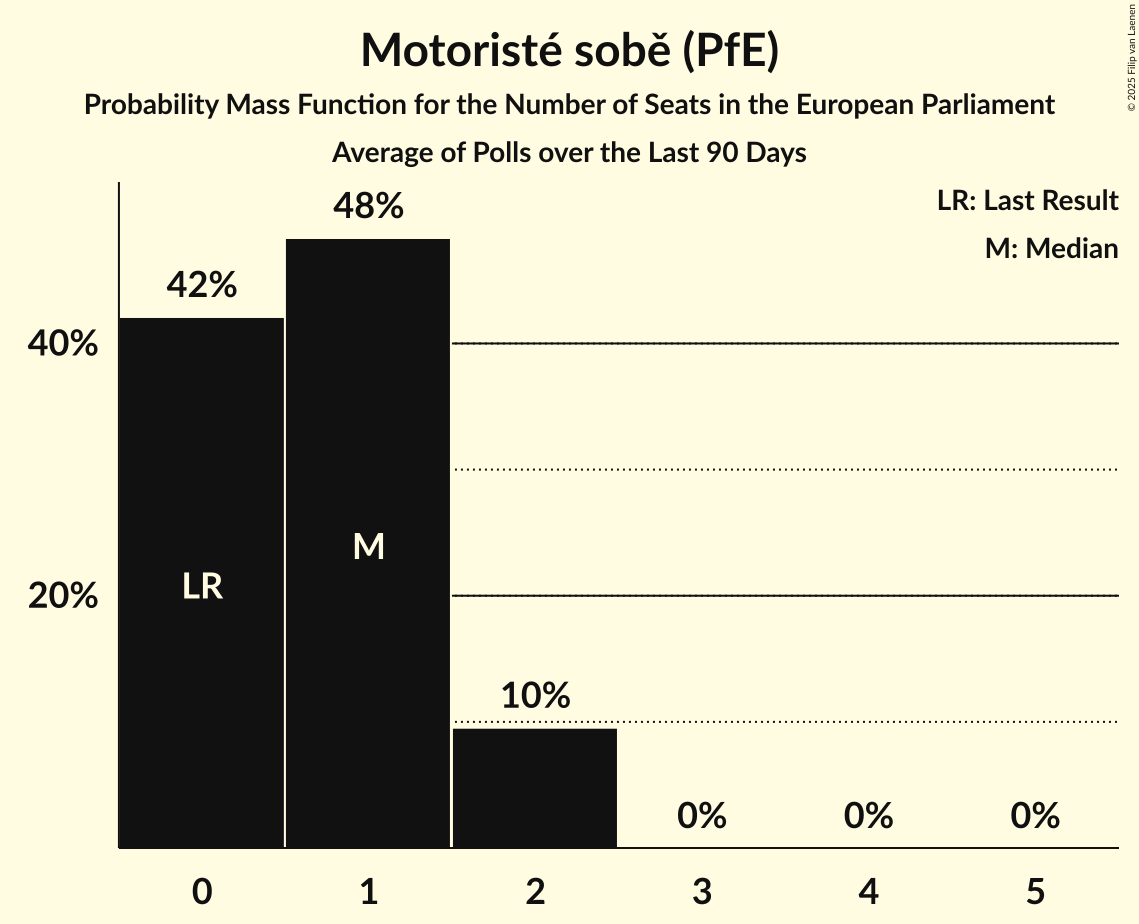 Motoristé sobě (PfE)
Probability Mass Function for the Number of Seats in the European Parliament
Average of Polls over the Last 90 Days
© 2025 Filip van Laenen
LR: Last Result
M: Median
48%
42%
40%
M
LR
20%
10%
0%
0%
0%
0
1
2
3
4
5